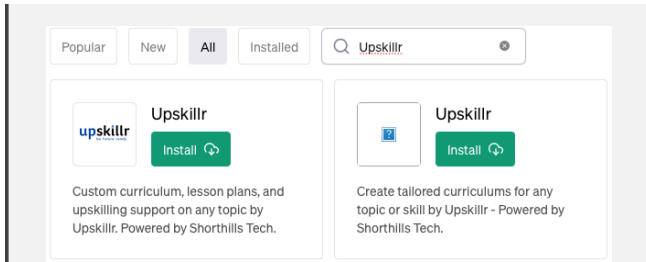 Popular New All Installed Upskillr
Upskillr
upskillr
Install
Custom curriculum, lesson plans, and
upskilling support on any topic by
Upskillr. Powered by Shorthills Tech.
Upskillr
?
Install
Create tailored curriculums for any
topic or skill by Upskillr - Powered by
Shorthills Tech.